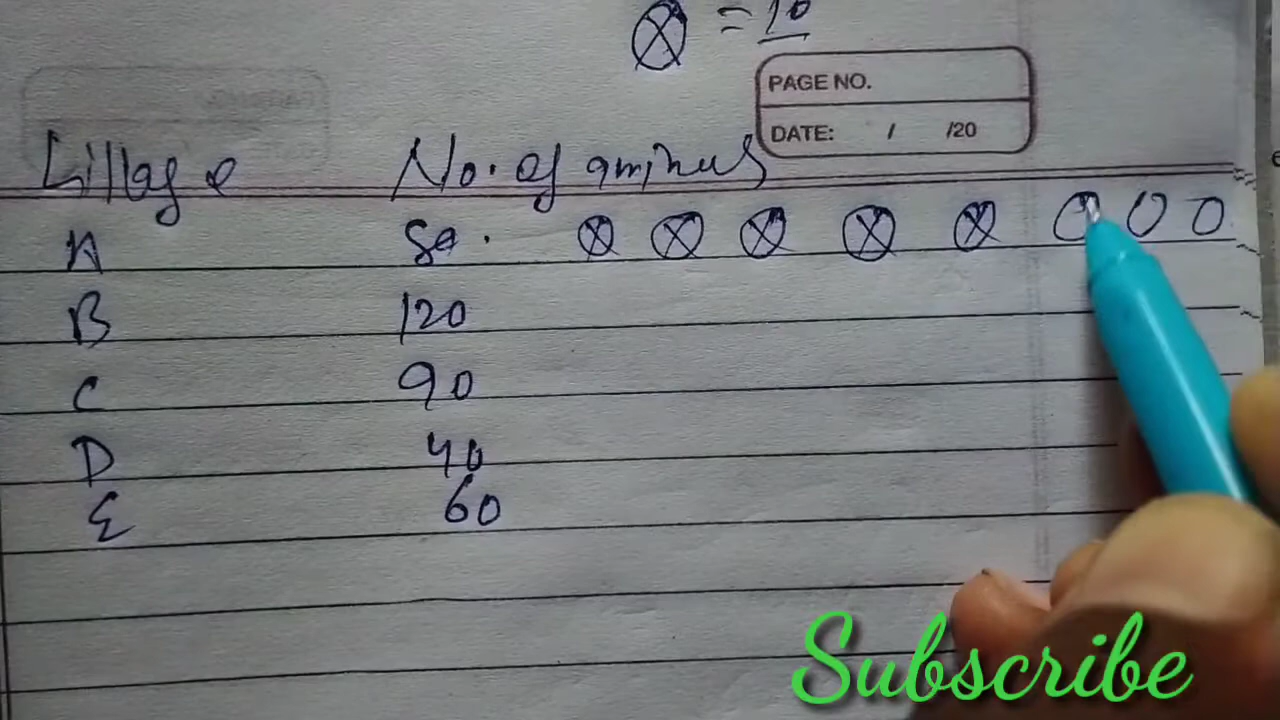 ⊗ = 10
PAGE NO.
DATE: / /20
Village No. of animals
A 80. ⊗ ⊗ ⊗ ⊗ ⊗ O O O
B 120
C 90
D 40
E 60
Subscribe